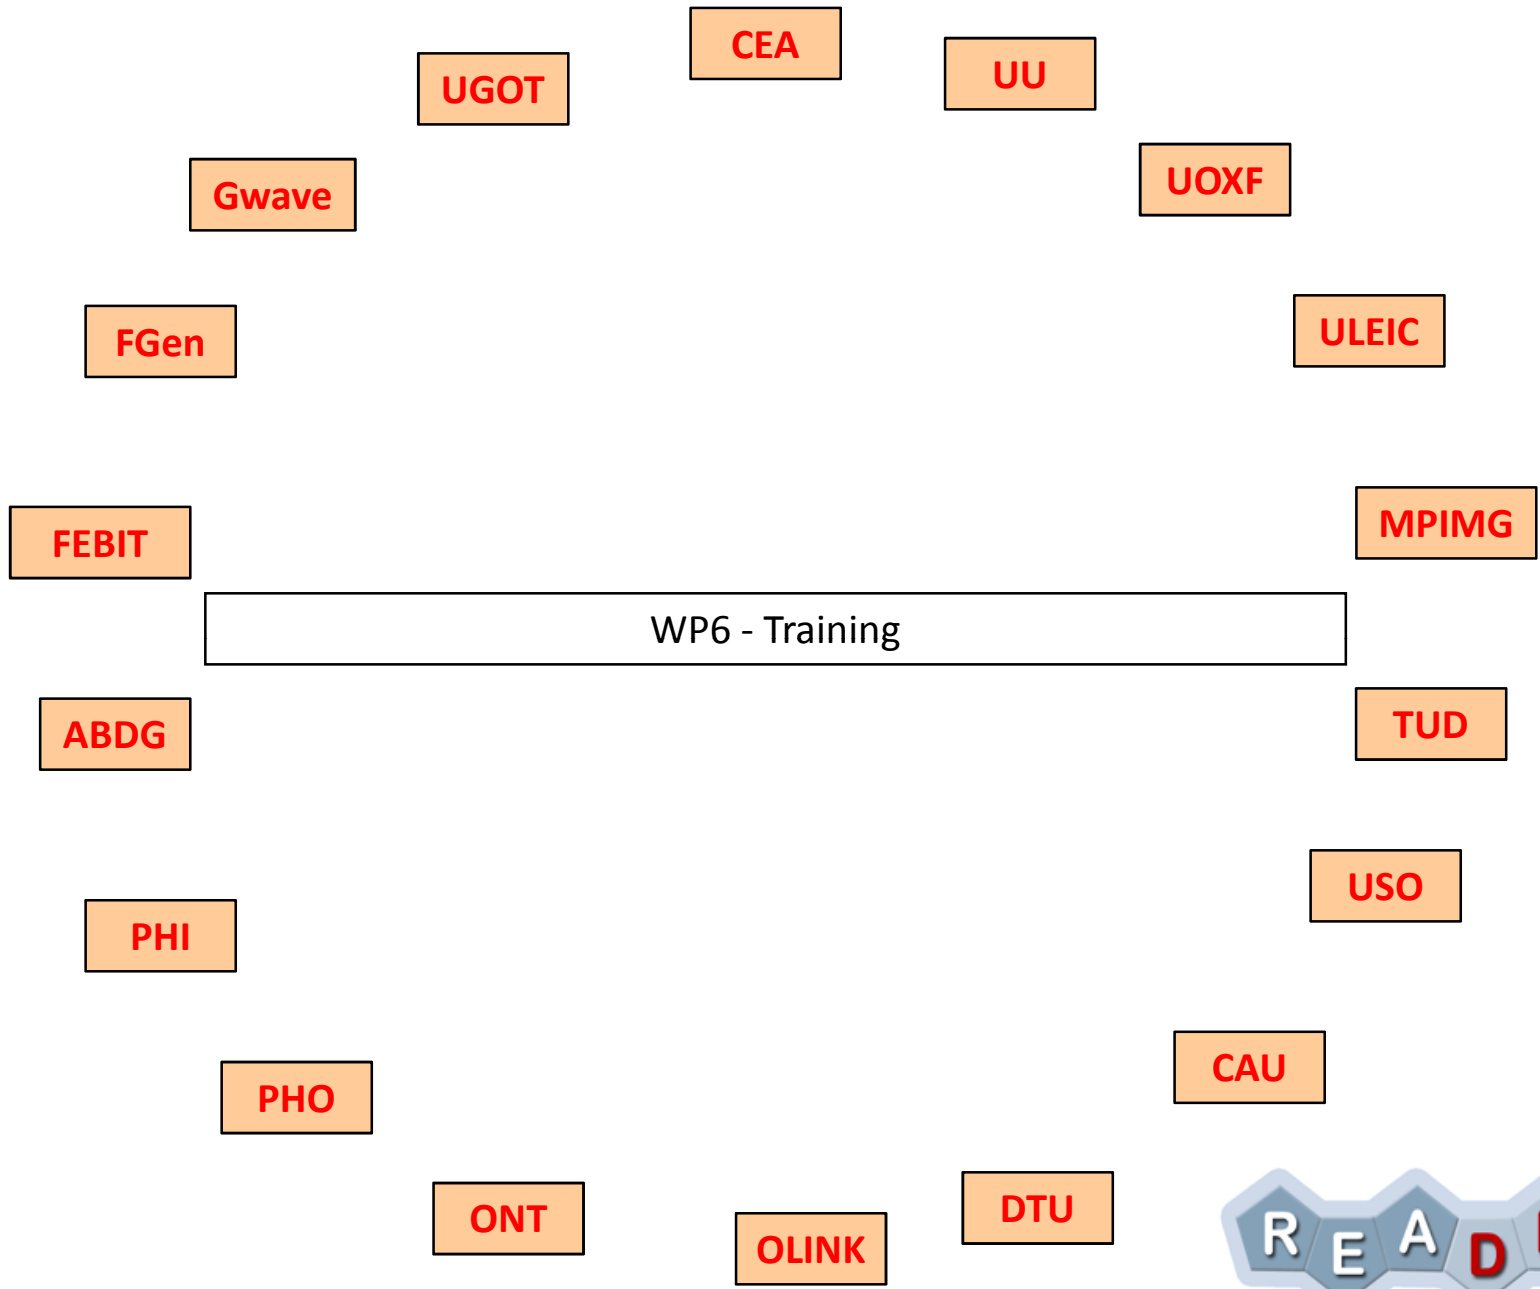 CEA
UU
UGOT
UOXF
Gwave
ULEIC
FGen
MPIMG
FEBIT
WP6 - Training
TUD
ABDG
USO
PHI
CAU
PHO
DTU
ONT
OLINK
READ